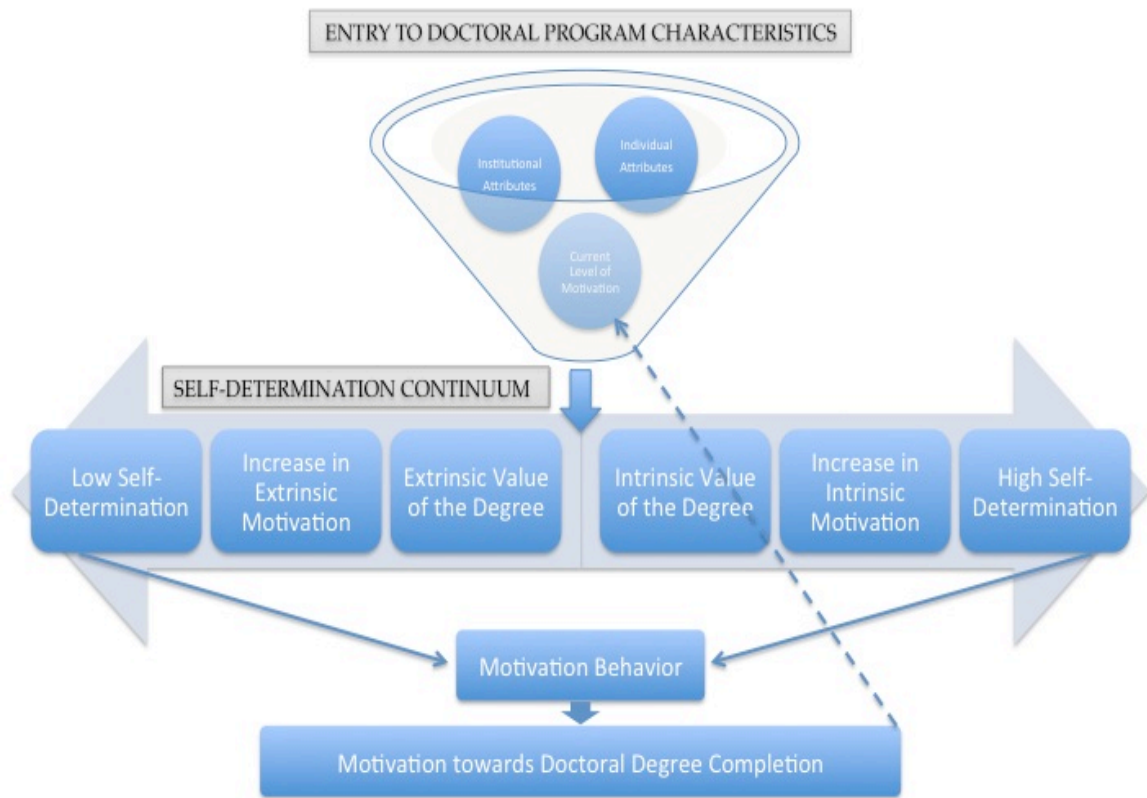 ENTRY TO DOCTORAL PROGRAM CHARACTERISTICS
Institutional
Attributes
Individual
Attributes
Current
Level of
Motivation
SELF-DETERMINATION CONTINUUM
Low Self-
Determination
Increase in
Extrinsic
Motivation
Extrinsic Value
of the Degree
Intrinsic Value
of the Degree
Increase in
Intrinsic
Motivation
High Self-
Determination
Motivation Behavior
Motivation towards Doctoral Degree Completion